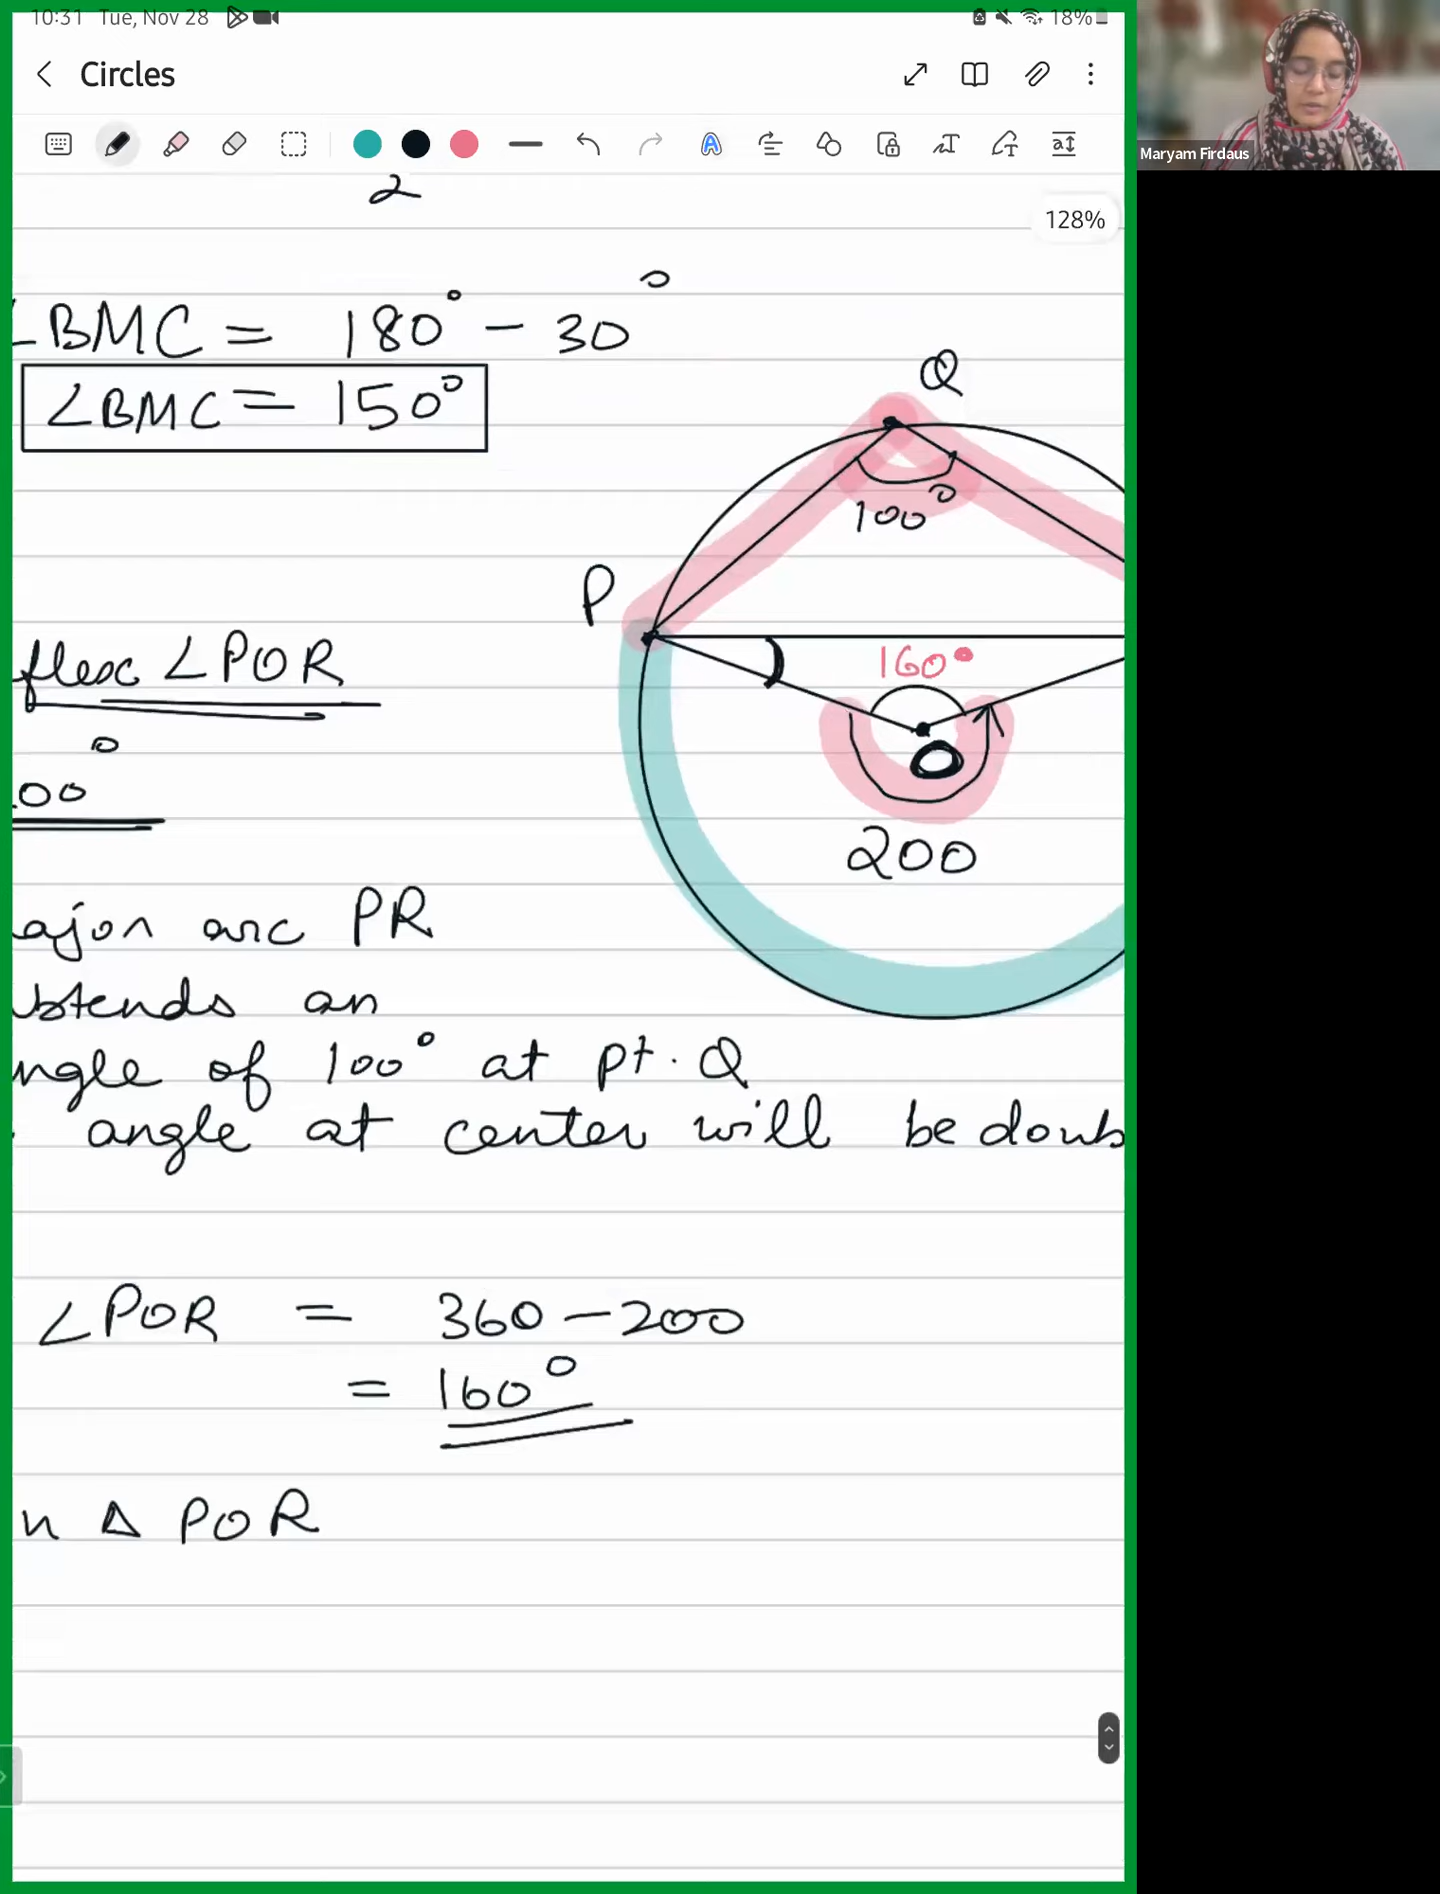 10:31 Tue, Nov 28
18%
Circles
Maryam Firdaus
128%
2
∠BMC = 180° - 30°
∠BMC = 150°
Q
100°
P
160°
∠POR
O
200
arc PR
an
of 100° at pt. Q
angle at center will be doub
∠POR = 360 - 200
= 160°
Δ POR